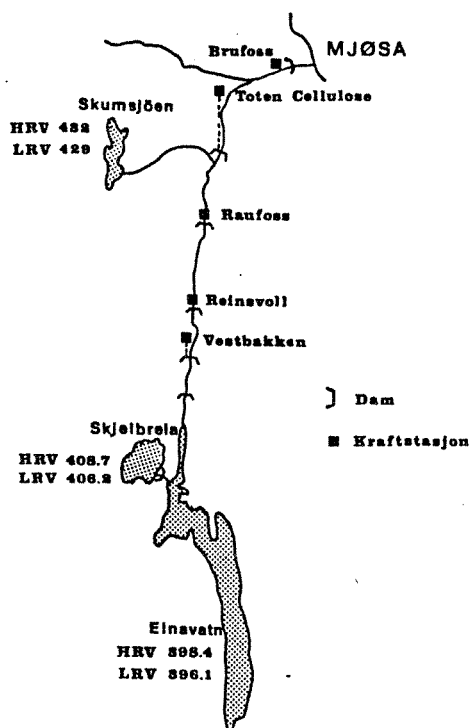 Brufoss
MJØSA
Toten Cellulose
Skumsjöen
HRV 432
LRV 429
Raufoss
Reinsvoll
Vestbakken
Dam
Skjelbreia
Kraftstasjon
HRV 408.7
LRV 406.2
Einavatn
HRV 398.4
LRV 396.1